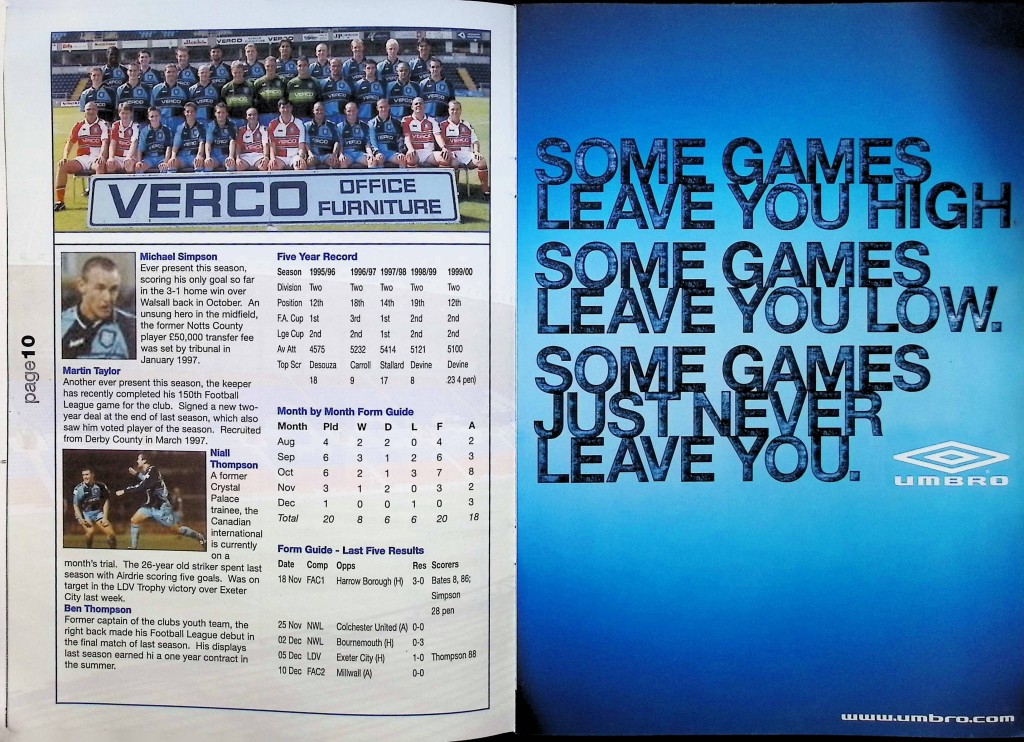 VERCO OFFICE
FURNITURE
Michael Simpson
Ever present this season,
scoring his only goal so far
in the 3-1 home win over
Walsall back in October. An
unsung hero in the midfield,
the former Notts County
player £50,000 transfer fee
was set by tribunal in
January 1997.
Martin Taylor
Another ever present this season, the keeper
has recently completed his 150th Football
League game for the club. Signed a new two-
year deal at the end of last season, which also
saw him voted player of the season. Recruited
from Derby County in March 1997.
Niall
Thompson
A former
Crystal
Palace
trainee, the
Canadian
international
is currently
on a
month's trial. The 26-year old striker spent last
season with Airdrie scoring five goals. Was on
target in the LDV Trophy victory over Exeter
City last week.
Ben Thompson
Former captain of the clubs youth team, the
right back made his Football League debut in
the final match of last season. His displays
last season earned hi a one year contract in
the summer.
page10
Five Year Record
Season 1995/96 1996/97 1997/98 1998/99 1999/00
Division Two Two Two Two Two
Position 12th 18th 14th 19th 12th
F.A. Cup 1st 3rd 1st 2nd 2nd
Lge Cup 2nd 2nd 1st 2nd 2nd
Av Att 4575 5232 5414 5121 5100
Top Scr Desouza Carroll Stallard Devine Devine
18 9 17 8 23 4 pen)
Month by Month Form Guide
Month Pld W D L F A
Aug 4 2 2 0 4 2
Sep 6 3 1 2 6 3
Oct 6 2 1 3 7 8
Nov 3 1 2 0 3 2
Dec 1 0 0 1 0 3
Total 20 8 6 6 20 18
Form Guide - Last Five Results
Date Comp Opps Res Scorers
18 Nov FAC1 Harrow Borough (H) 3-0 Bates 8, 86;
Simpson
28 pen
25 Nov NWL Colchester United (A) 0-0
02 Dec NWL Bournemouth (H) 0-3
05 Dec LDV Exeter City (H) 1-0 Thompson 88
10 Dec FAC2 Millwall (A) 0-0
SOME GAMES
LEAVE YOU HIGH.
SOME GAMES
LEAVE YOU LOW.
SOME GAMES
JUST NEVER
LEAVE YOU.
UMBRO
www.umbro.com